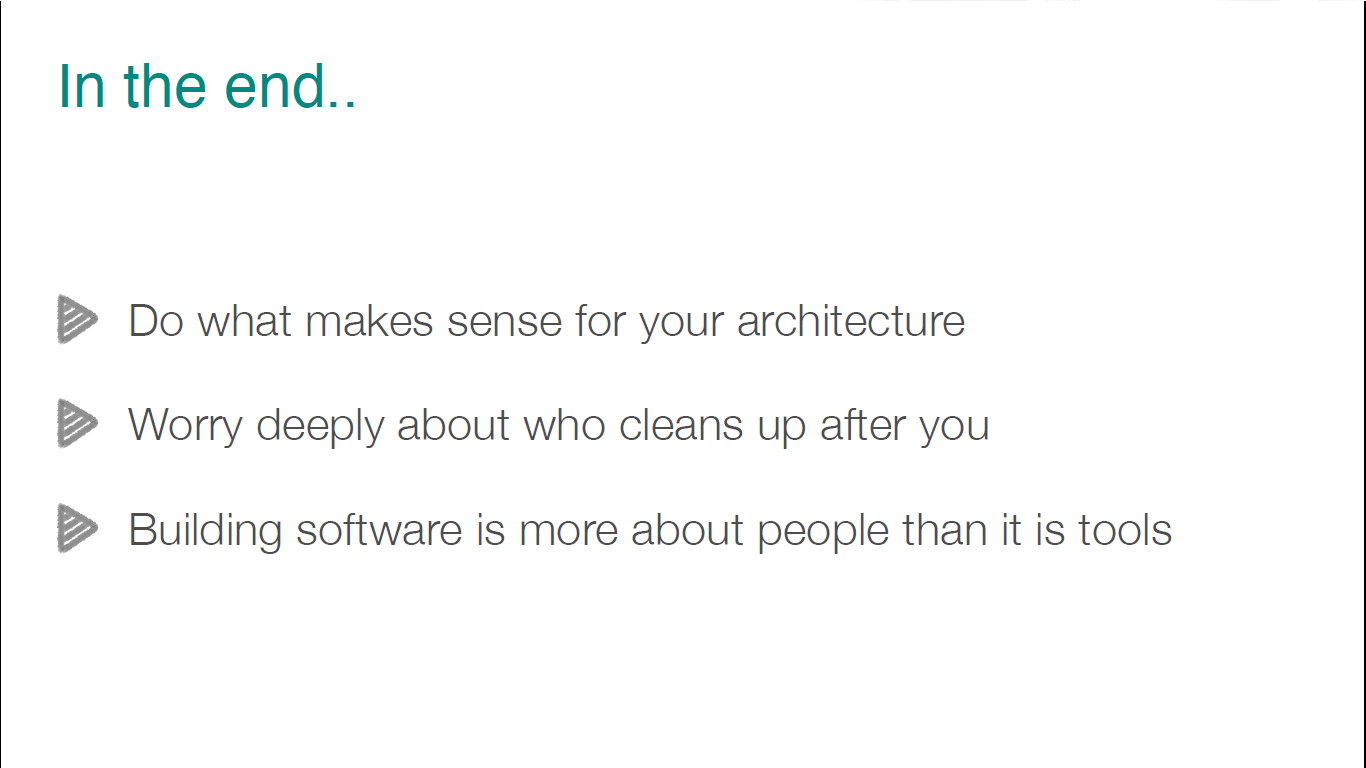 In the end..
Do what makes sense for your architecture
Worry deeply about who cleans up after you
Building software is more about people than it is tools